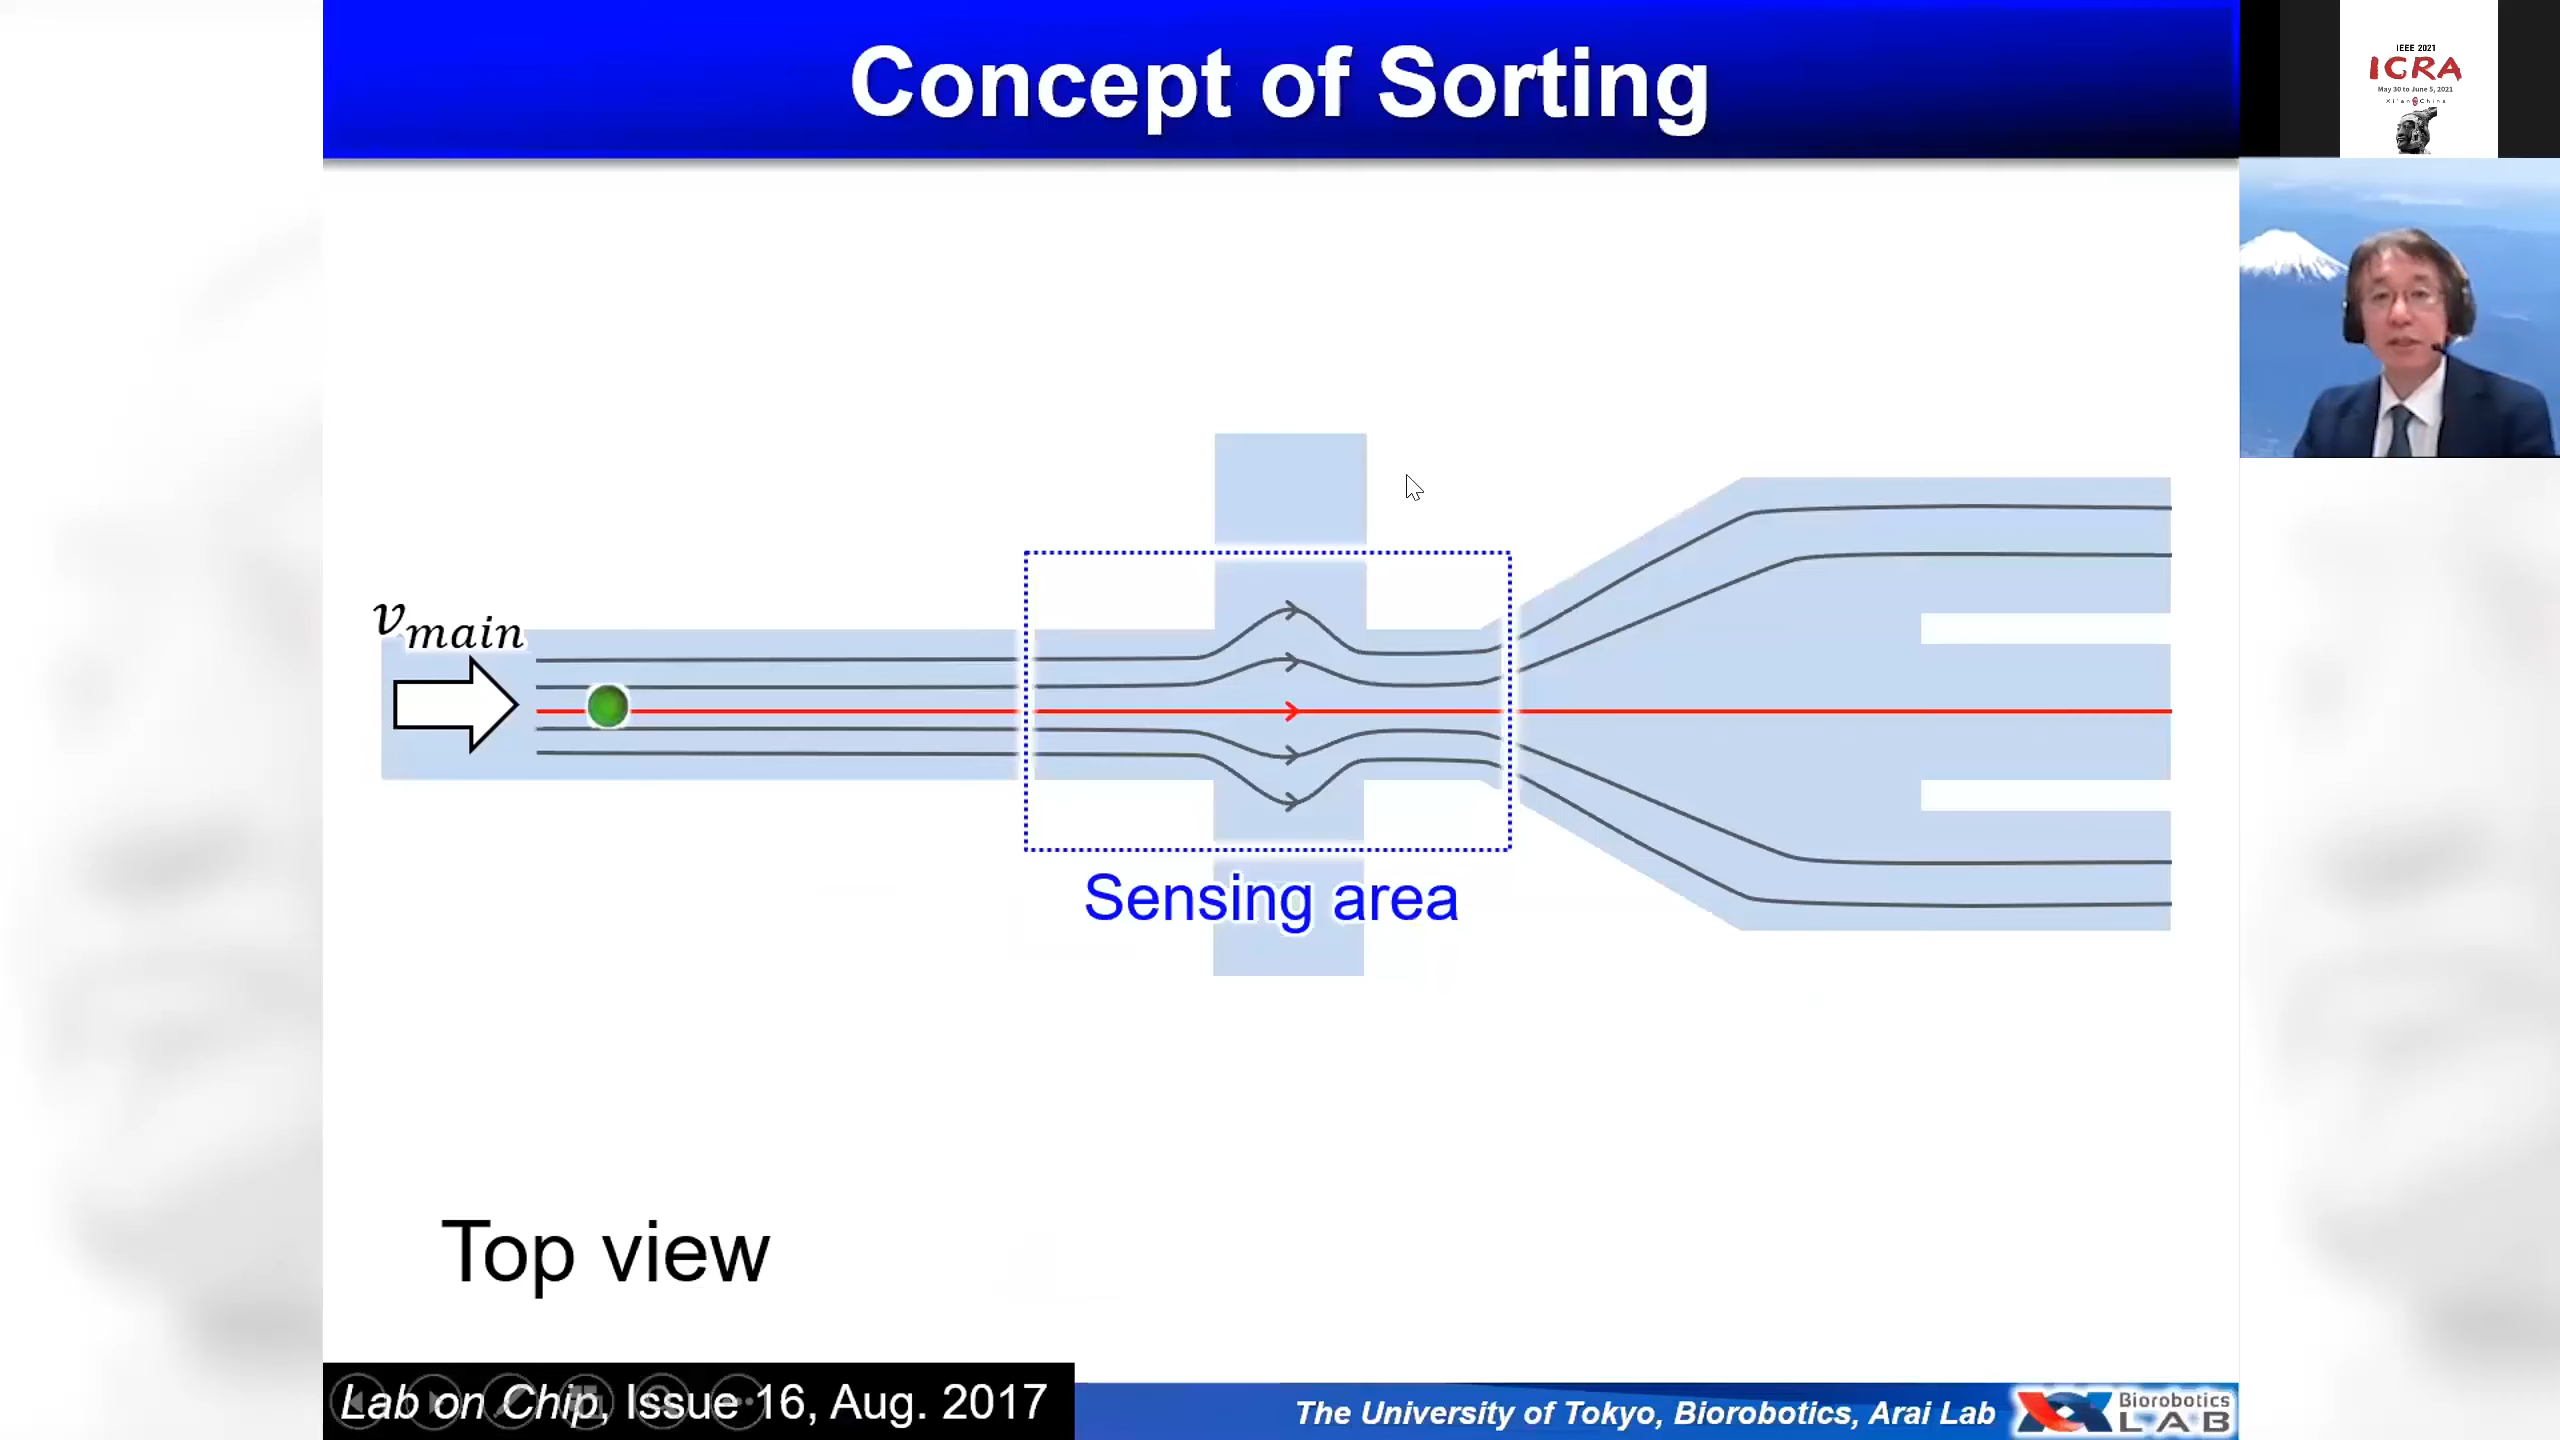 Concept of Sorting
IEEE 2021
ICRA
May 30 to June 5, 2021
Xi'an China
v_main
Sensing area
Top view
Lab on Chip, Issue 16, Aug. 2017
The University of Tokyo, Biorobotics, Arai Lab
Biorobotics
LAB